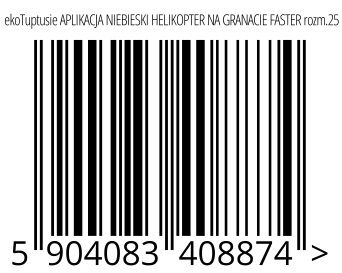 ekoTuptusie APLIKACJA NIEBIESKI HELIKOPTER NA GRANACIE FASTER rozm.25
5 904083 408874 >